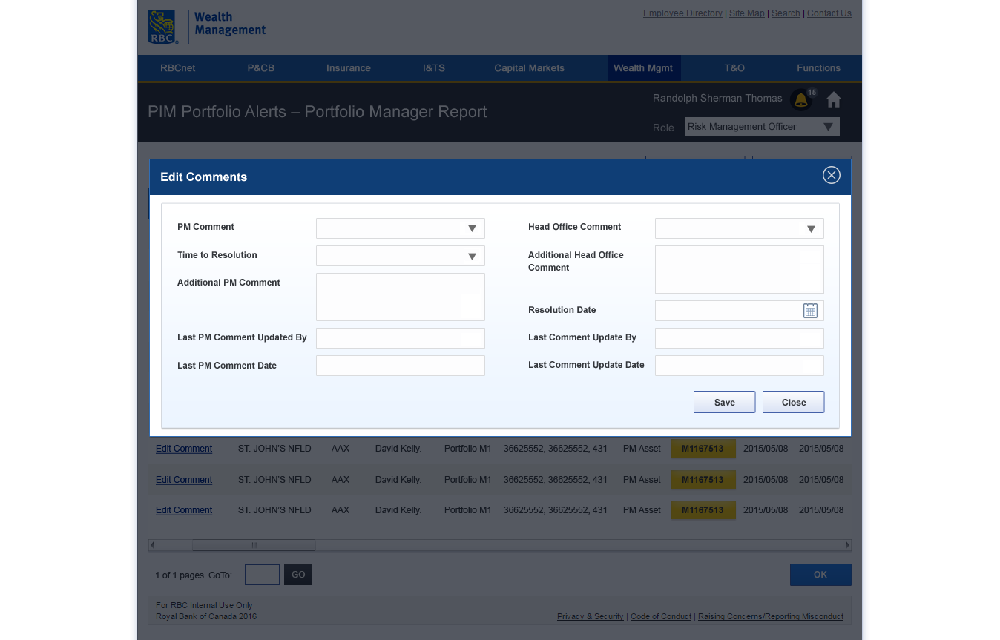 Wealth
Management
RBC
Employee Directory | Site Map | Search | Contact Us
RBCnet P&CB Insurance I&TS Capital Markets Wealth Mgmt T&O Functions
PIM Portfolio Alerts – Portfolio Manager Report
Randolph Sherman Thomas 15
Role Risk Management Officer
Edit Comments
PM Comment Head Office Comment
Time to Resolution Additional Head Office
Comment
Additional PM Comment
Resolution Date
Last PM Comment Updated By Last Comment Update By
Last PM Comment Date Last Comment Update Date
Save Close
Edit Comment ST. JOHN'S NFLD AAX David Kelly. Portfolio M1 36625552, 36625552, 431 PM Asset M1167513 2015/05/08 2015/05/08
Edit Comment ST. JOHN'S NFLD AAX David Kelly. Portfolio M1 36625552, 36625552, 431 PM Asset M1167513 2015/05/08 2015/05/08
Edit Comment ST. JOHN'S NFLD AAX David Kelly. Portfolio M1 36625552, 36625552, 431 PM Asset M1167513 2015/05/08 2015/05/08
1 of 1 pages GoTo: GO OK
For RBC Internal Use Only
Royal Bank of Canada 2016
Privacy & Security | Code of Conduct | Raising Concerns/Reporting Misconduct